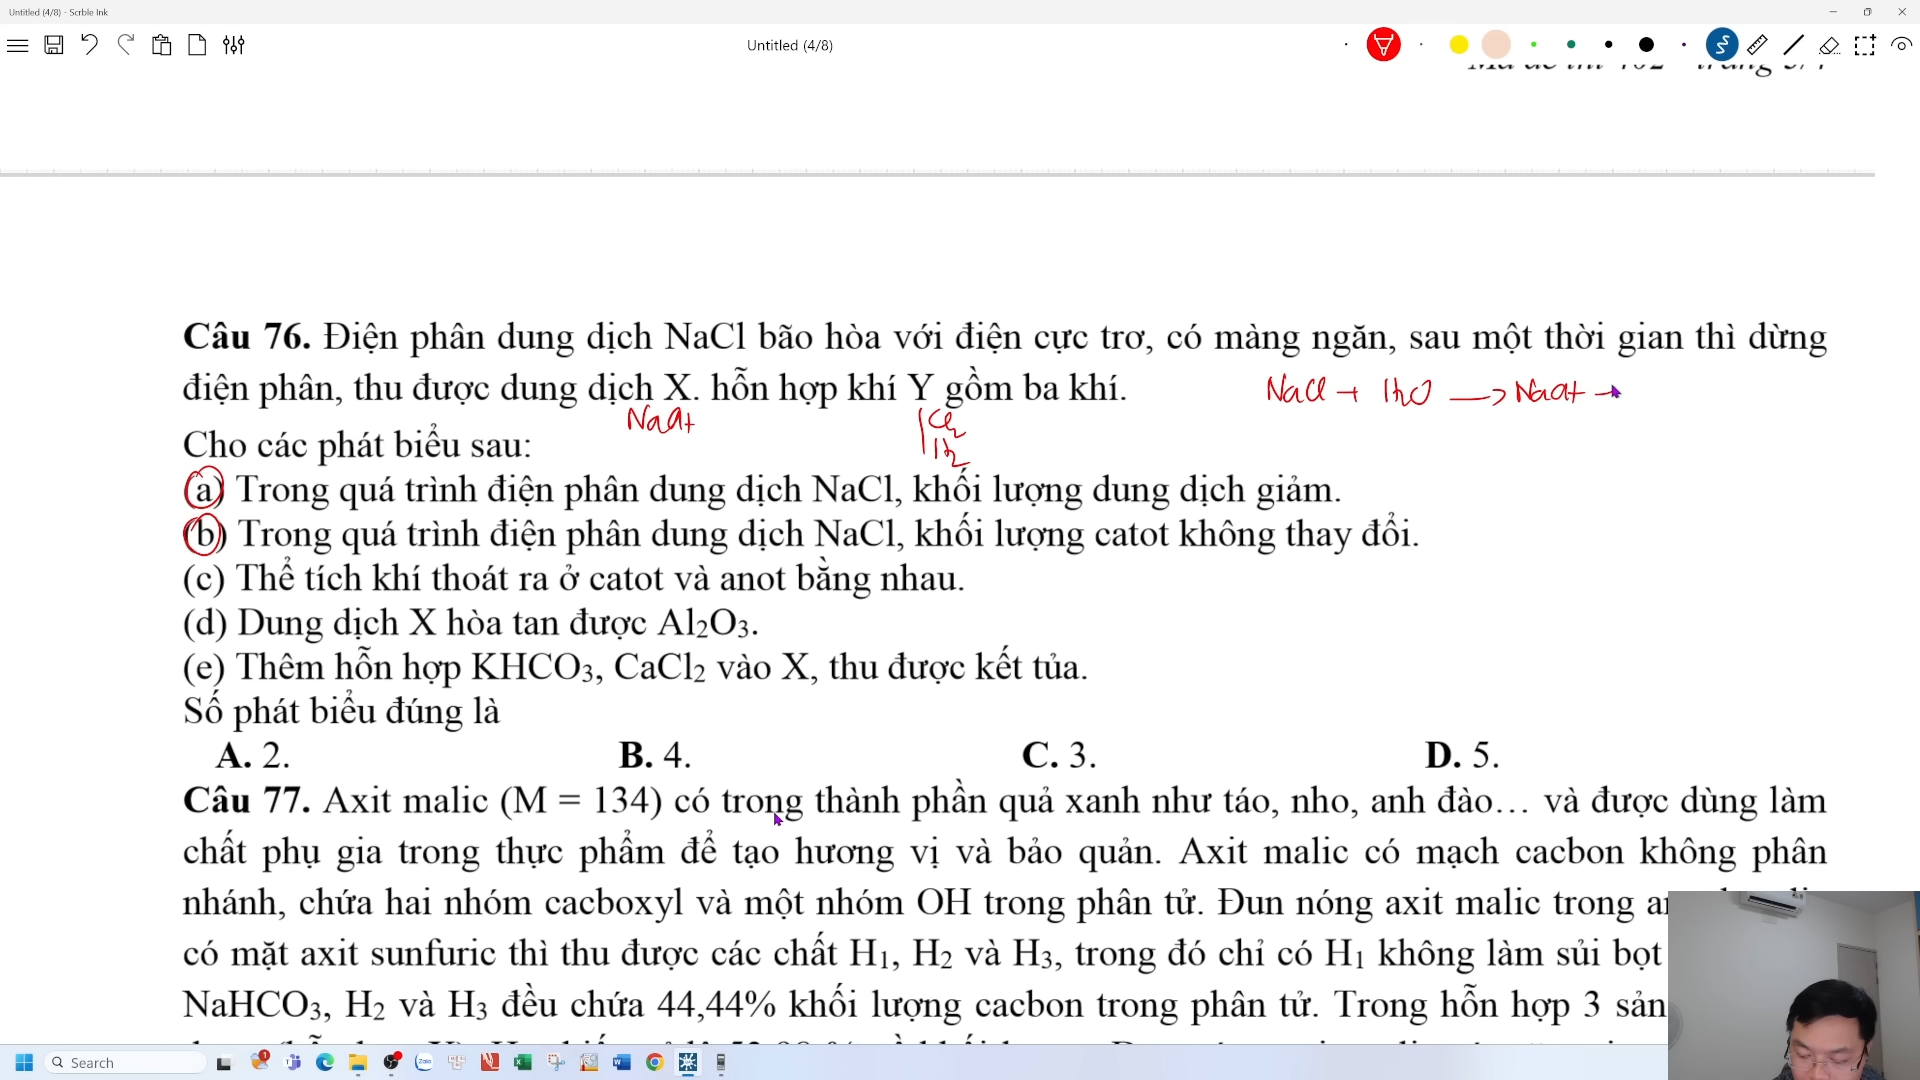 Untitled (4/8) - Scrble Ink
Untitled (4/8)
Câu 76. Điện phân dung dịch NaCl bão hòa với điện cực trơ, có màng ngăn, sau một thời gian thì dừng
điện phân, thu được dung dịch X. hỗn hợp khí Y gồm ba khí.
NaCl + H2O → NaOH +
NaOH
Cl2
H2
Cho các phát biểu sau:
(a) Trong quá trình điện phân dung dịch NaCl, khối lượng dung dịch giảm.
(b) Trong quá trình điện phân dung dịch NaCl, khối lượng catot không thay đổi.
(c) Thể tích khí thoát ra ở catot và anot bằng nhau.
(d) Dung dịch X hòa tan được Al2O3.
(e) Thêm hỗn hợp KHCO3, CaCl2 vào X, thu được kết tủa.
Số phát biểu đúng là
A. 2. B. 4. C. 3. D. 5.
Câu 77. Axit malic (M = 134) có trong thành phần quả xanh như táo, nho, anh đào... và được dùng làm
chất phụ gia trong thực phẩm để tạo hương vị và bảo quản. Axit malic có mạch cacbon không phân
nhánh, chứa hai nhóm cacboxyl và một nhóm OH trong phân tử. Đun nóng axit malic trong
có mặt axit sunfuric thì thu được các chất H1, H2 và H3, trong đó chỉ có H1 không làm sủi bọt
NaHCO3, H2 và H3 đều chứa 44,44% khối lượng cacbon trong phân tử. Trong hỗn hợp 3 sản
Search